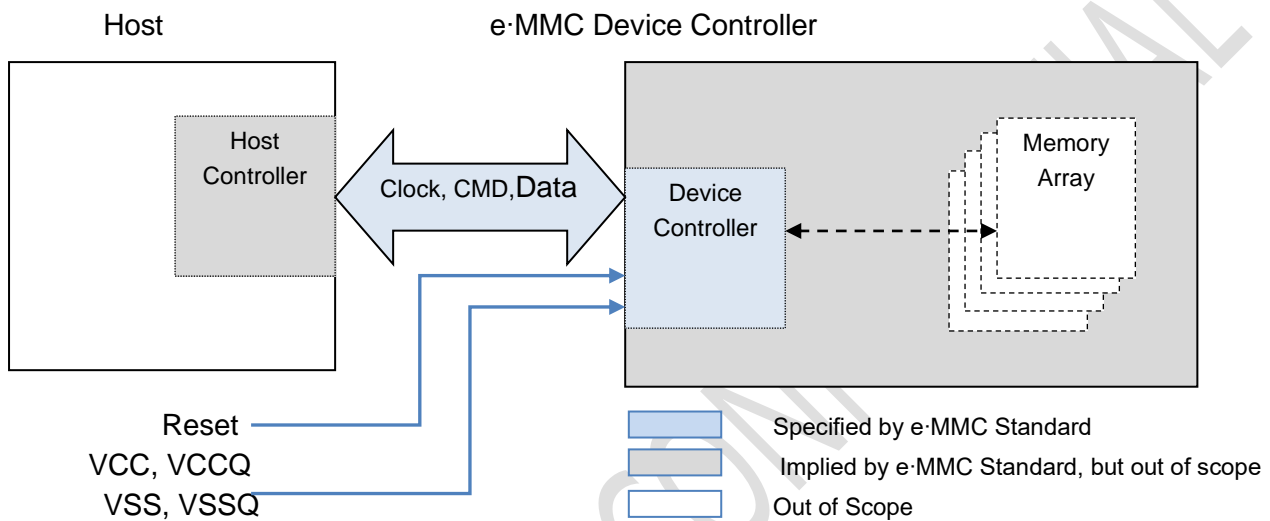 Host
e·MMC Device Controller
Host
Controller
Clock, CMD,Data
Device
Controller
Memory
Array
Reset
VCC, VCCQ
VSS, VSSQ
Specified by e·MMC Standard
Implied by e·MMC Standard, but out of scope
Out of Scope